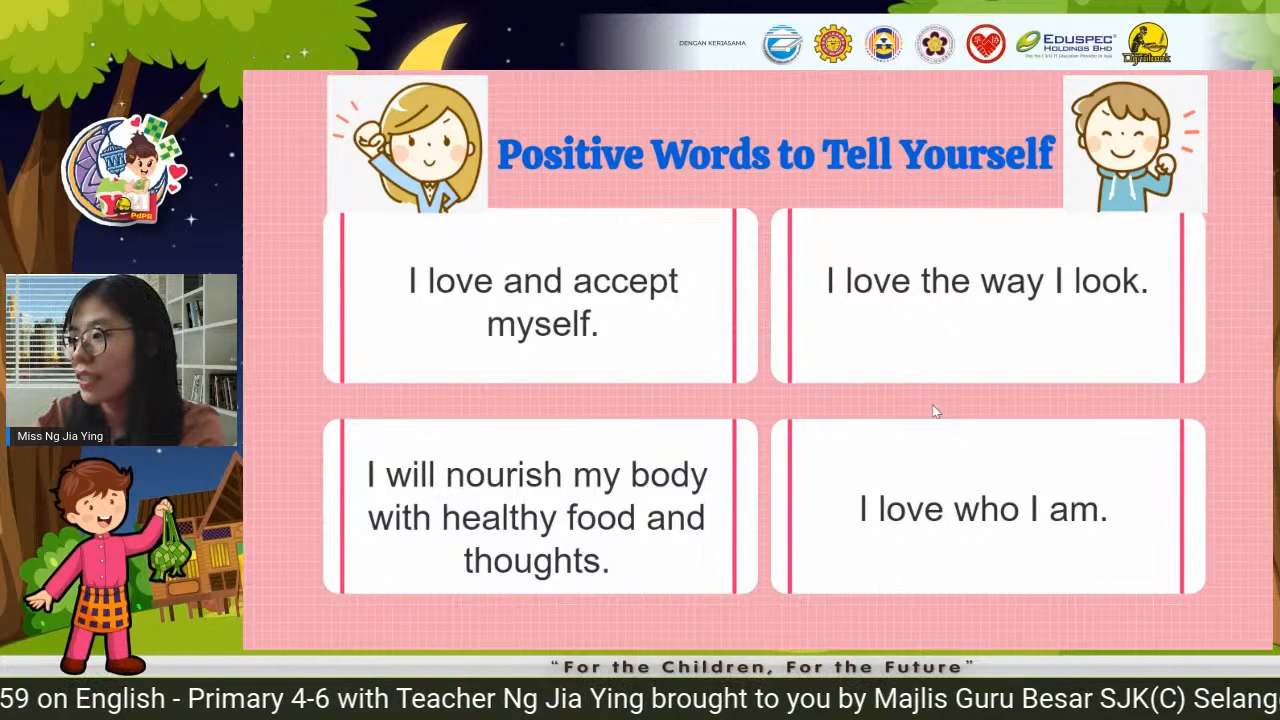 DENGAN KERJASAMA
EDUSPEC
HOLDINGS BHD
PdPR
Positive Words to Tell Yourself
I love and accept
myself.
I love the way I look.
I will nourish my body
with healthy food and
thoughts.
I love who I am.
Miss Ng Jia Ying
"For the Children, For the Future"
59 on English - Primary 4-6 with Teacher Ng Jia Ying brought to you by Majlis Guru Besar SJK(C) Selang